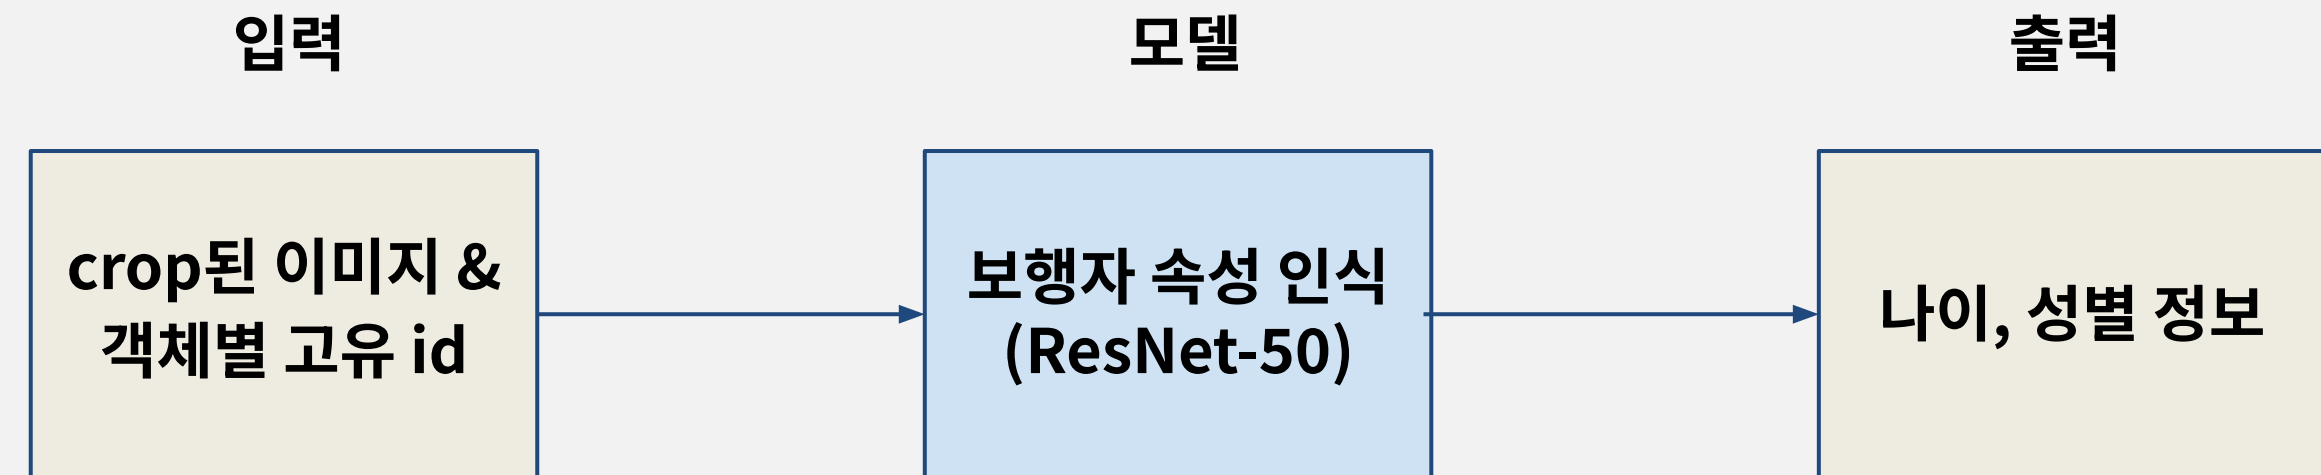 입력
모델
출력
crop된 이미지 &
객체별 고유 id
보행자 속성 인식
(ResNet-50)
나이, 성별 정보